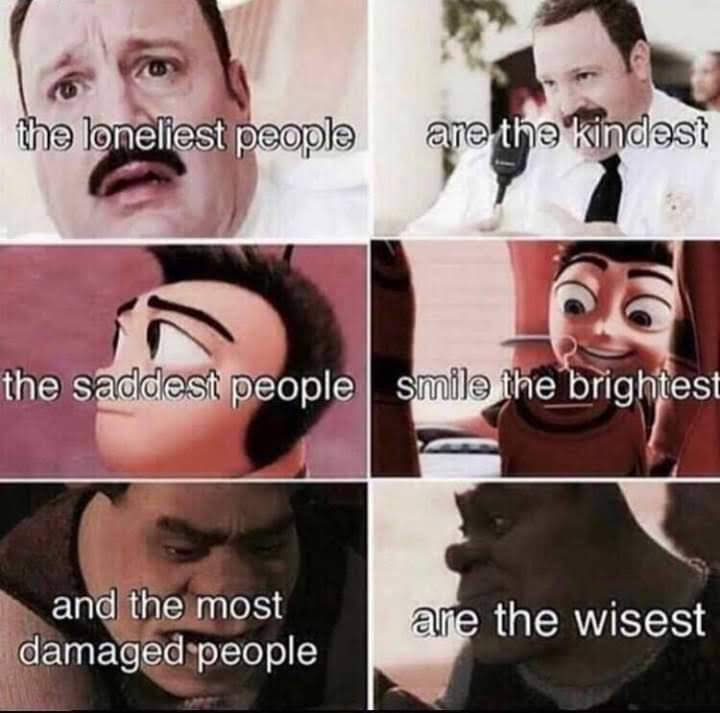 the loneliest people
are the kindest
the saddest people
smile the brightest
and the most
damaged people
are the wisest